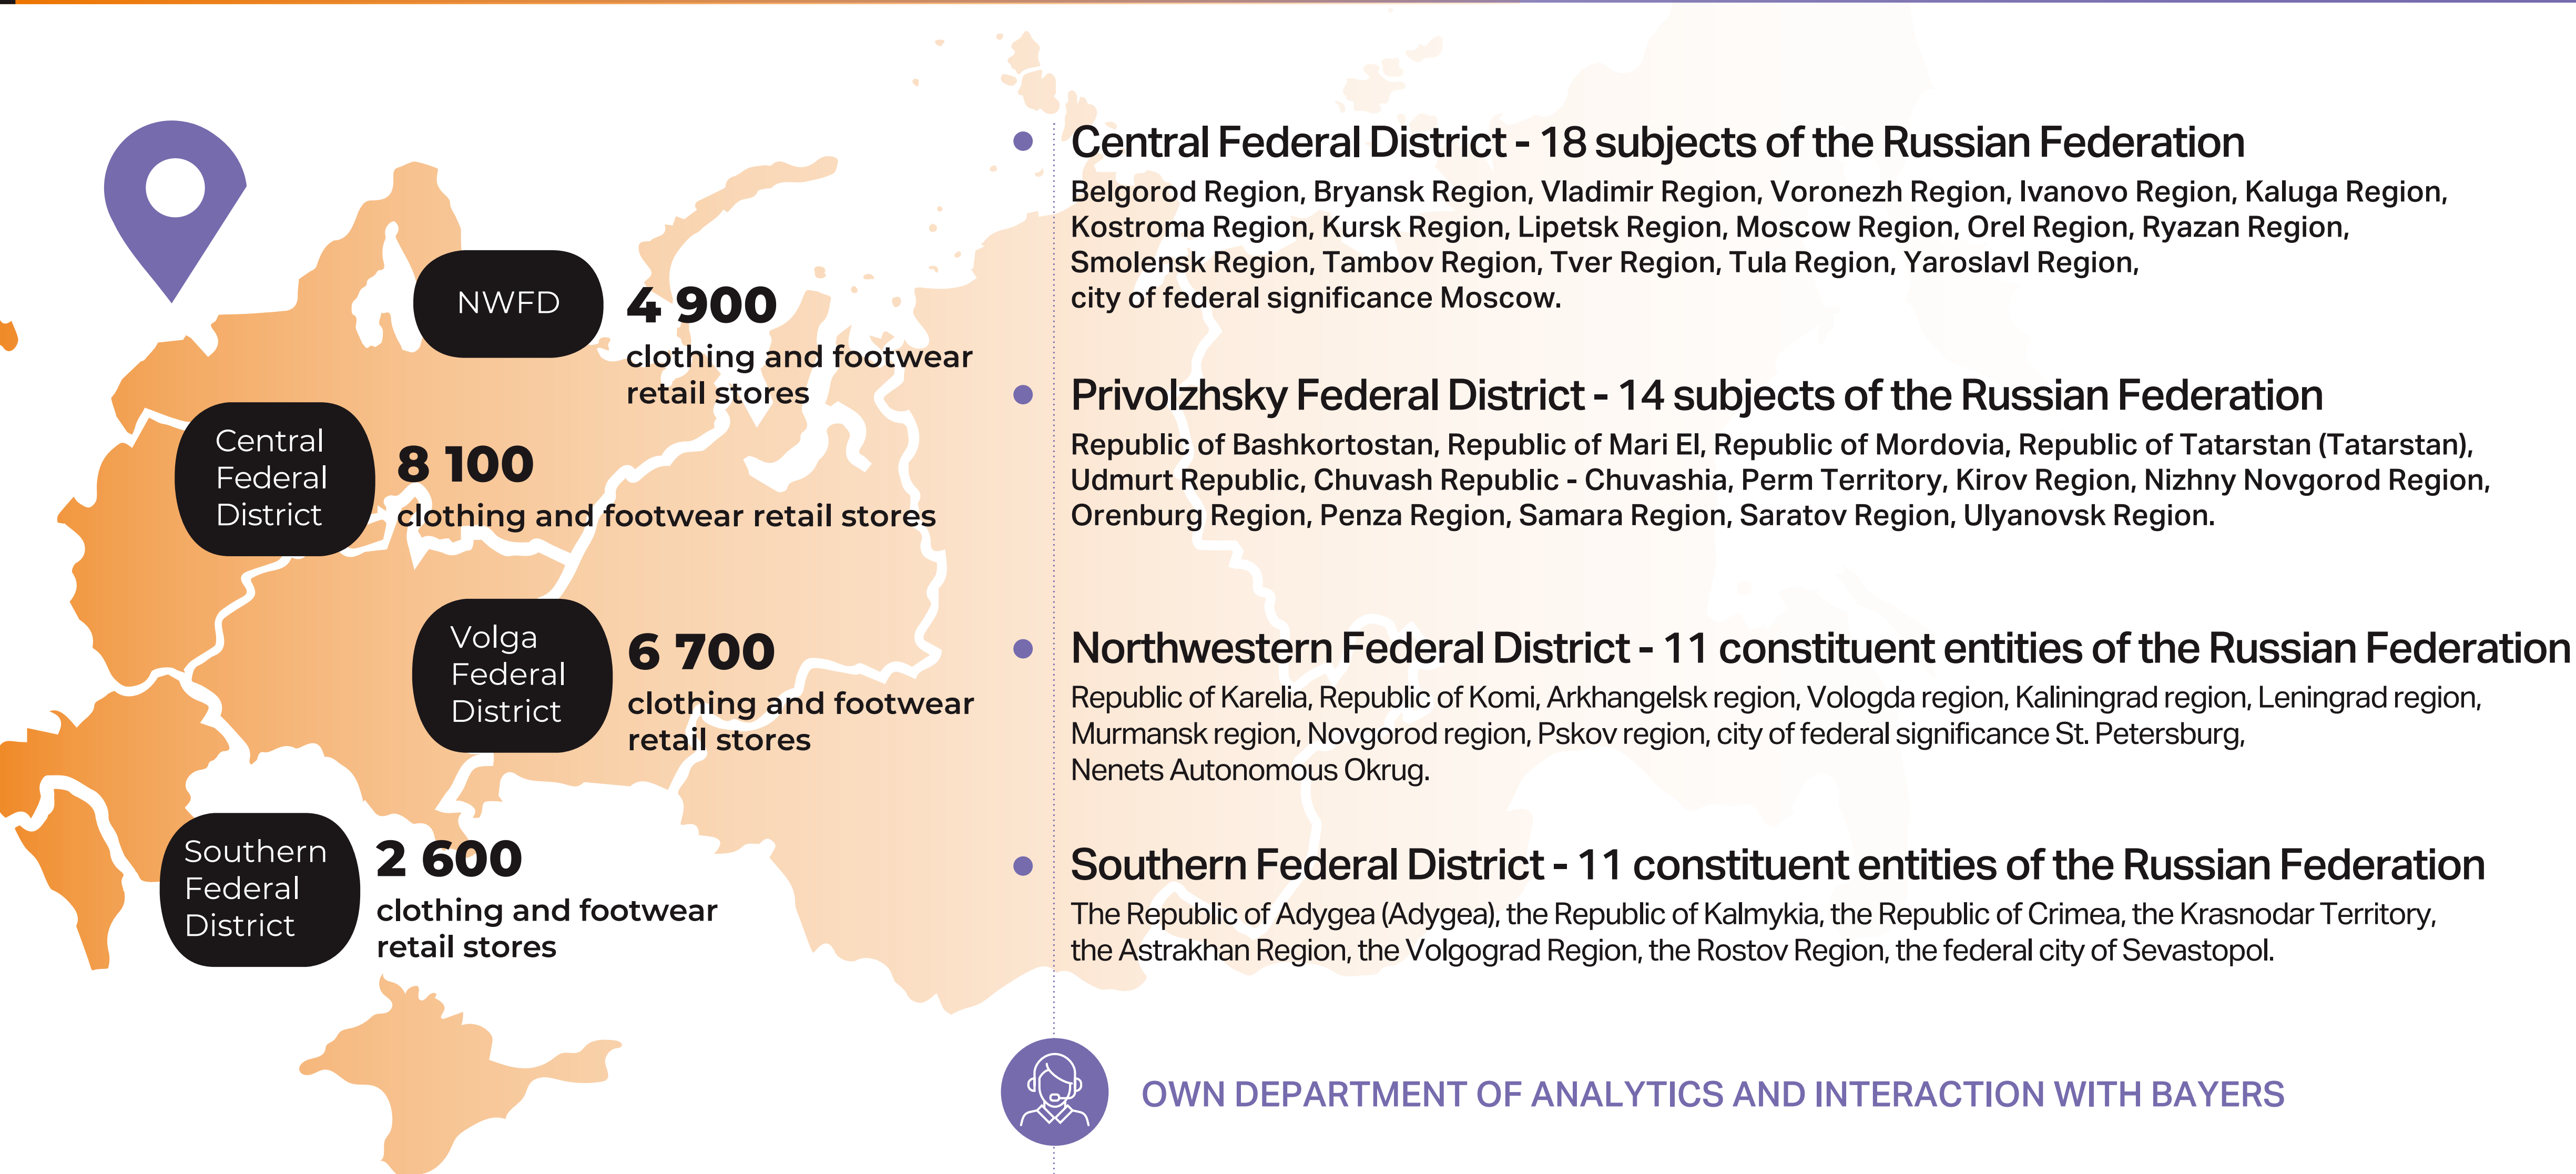 NWFD
4 900
clothing and footwear
retail stores
Central
Federal
District
8 100
clothing and footwear retail stores
Volga
Federal
District
6 700
clothing and footwear
retail stores
Southern
Federal
District
2 600
clothing and footwear
retail stores
Central Federal District - 18 subjects of the Russian Federation
Belgorod Region, Bryansk Region, Vladimir Region, Voronezh Region, Ivanovo Region, Kaluga Region,
Kostroma Region, Kursk Region, Lipetsk Region, Moscow Region, Orel Region, Ryazan Region,
Smolensk Region, Tambov Region, Tver Region, Tula Region, Yaroslavl Region,
city of federal significance Moscow.
Privolzhsky Federal District - 14 subjects of the Russian Federation
Republic of Bashkortostan, Republic of Mari El, Republic of Mordovia, Republic of Tatarstan (Tatarstan),
Udmurt Republic, Chuvash Republic - Chuvashia, Perm Territory, Kirov Region, Nizhny Novgorod Region,
Orenburg Region, Penza Region, Samara Region, Saratov Region, Ulyanovsk Region.
Northwestern Federal District - 11 constituent entities of the Russian Federation
Republic of Karelia, Republic of Komi, Arkhangelsk region, Vologda region, Kaliningrad region, Leningrad region,
Murmansk region, Novgorod region, Pskov region, city of federal significance St. Petersburg,
Nenets Autonomous Okrug.
Southern Federal District - 11 constituent entities of the Russian Federation
The Republic of Adygea (Adygea), the Republic of Kalmykia, the Republic of Crimea, the Krasnodar Territory,
the Astrakhan Region, the Volgograd Region, the Rostov Region, the federal city of Sevastopol.
OWN DEPARTMENT OF ANALYTICS AND INTERACTION WITH BAYERS